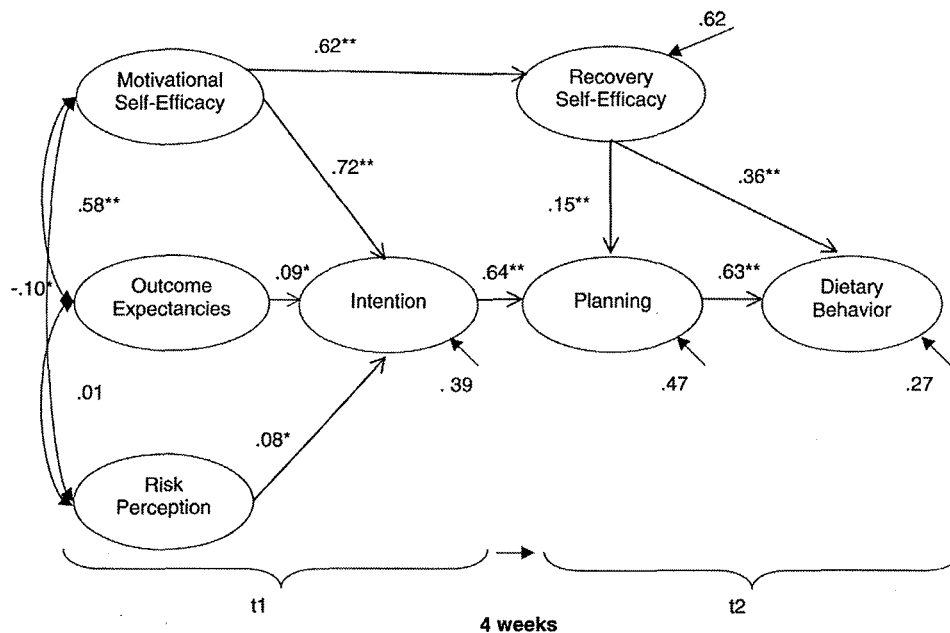 .62
.62**
Motivational
Self-Efficacy
Recovery
Self-Efficacy
.72**
.36**
.58**
.15**
-.10*
Outcome
Expectancies
.09*
Intention
.64**
Planning
.63**
Dietary
Behavior
.01
. 39
.47
.27
.08*
Risk
Perception
t1
t2
4 weeks